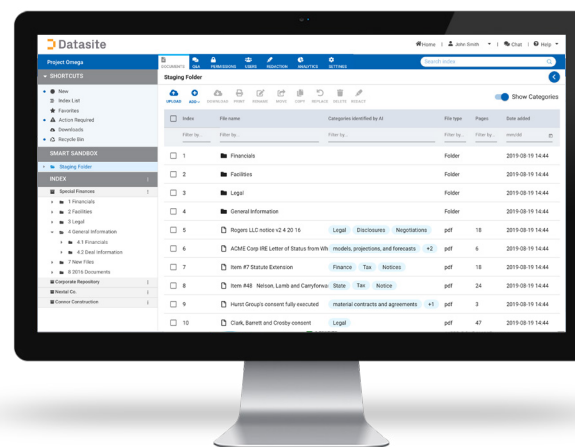 Datasite
Home | John Smith | Chat | Help
Project Omega
DOCUMENTS Q&A PERMISSIONS USERS REDACTION ANALYTICS SETTINGS
Search Index
SHORTCUTS
New
Index List
Favorites
Action Required
Downloads
Recycle Bin
SMART SANDBOX
Staging Folder
INDEX
Special Finances
1 Financials
2 Facilities
3 Legal
4 General Information
4.1 Financials
4.2 Deal Information
7 New Files
8 2016 Documents
Corporate Repository
Nextal Co.
Connor Construction
Staging Folder
UPLOAD ADD DOWNLOAD PRINT RENAME MOVE COPY REPLACE DELETE REDACT
Show Categories
Index File name Categories identified by AI File type Pages Date added
Filter by... Filter by... Filter by... Filter by... Filter by...
1 Financials Folder 2019-08-19 14:44
2 Facilities Folder 2019-08-19 14:44
3 Legal Folder 2019-08-19 14:44
4 General Information Folder 2019-08-19 14:44
5 Rogers LLC notice v2 4 20 16 Legal Disclosures Negotiations pdf 18 2019-08-19 14:44
6 ACME Corp IRE Letter of Status from Wh models, projections, and forecasts +2 pdf 6 2019-08-19 14:44
7 Item #7 Statute Extension Finance Tax Notices pdf 18 2019-08-19 14:44
8 Item #48 Nelson, Lamb and Carryforwar State Tax Notice pdf 24 2019-08-19 14:44
9 Hurst Group's consent fully executed material contracts and agreements +1 pdf 3 2019-08-19 14:44
10 Clark, Barrett and Crosby consent Legal pdf 47 2019-08-19 14:44